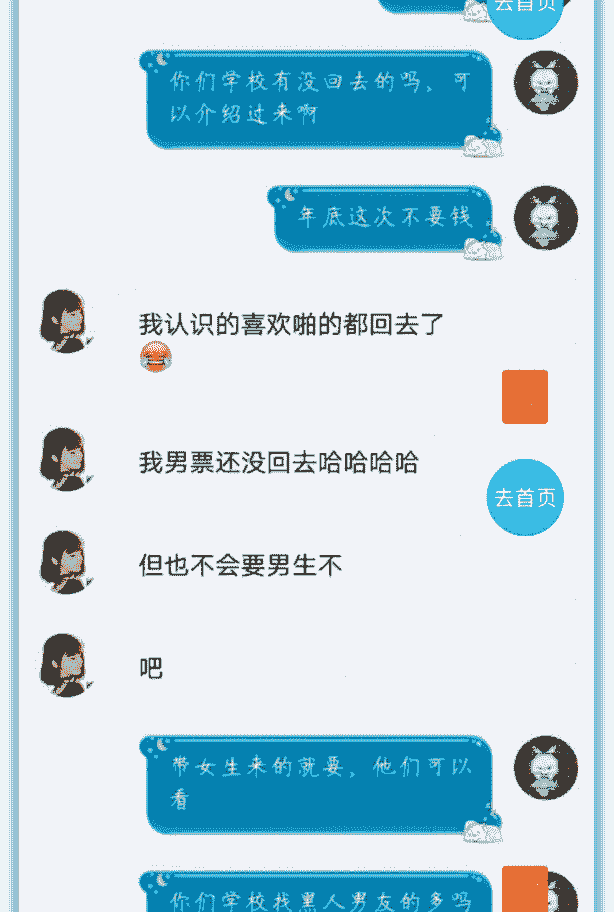 去首页
你们学校有没回去的吗，可
以介绍过来啊
年底这次不要钱
我认识的喜欢啪的都回去了
我男票还没回去哈哈哈哈
去首页
但也不会要男生不
吧
带女生来的就要，他们可以
看
你们学校找黑人男友的多吗